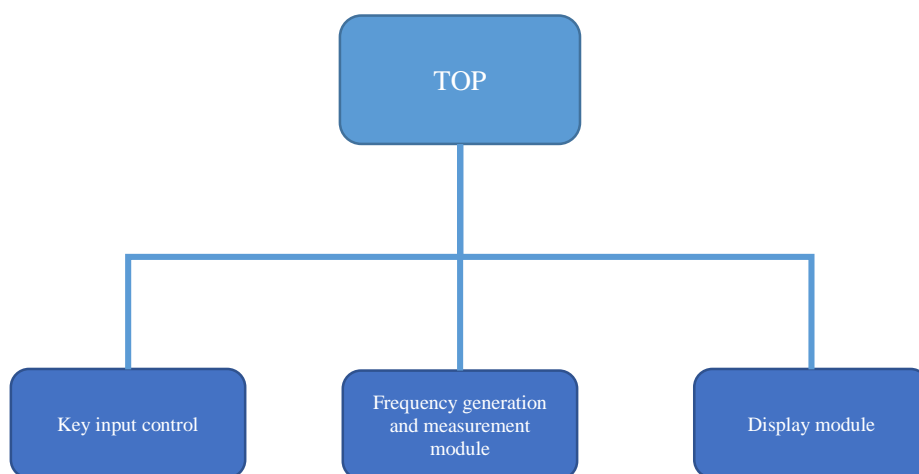 TOP
Key input control
Frequency generation
and measurement
module
Display module